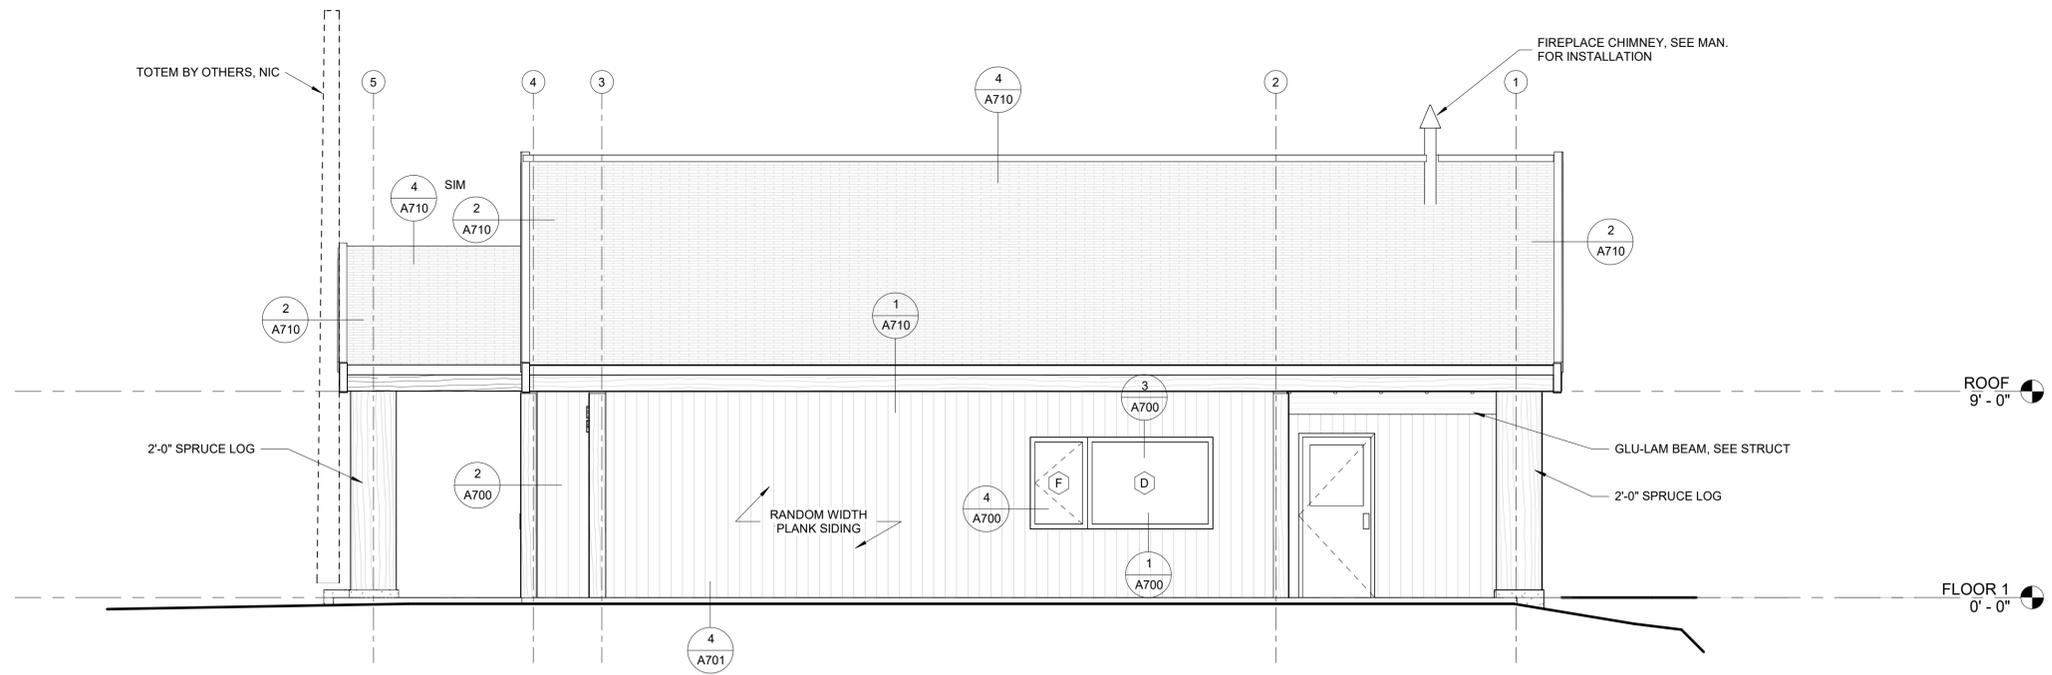 FIREPLACE CHIMNEY, SEE MAN.
FOR INSTALLATION
TOTEM BY OTHERS, NIC
5
4
3
2
1
4
A710
4
A710
SIM
2
A710
2
A710
2
A710
1
A710
ROOF
9' - 0"
3
A700
2'-0" SPRUCE LOG
GLU-LAM BEAM, SEE STRUCT
2
A700
F
D
2'-0" SPRUCE LOG
4
A700
RANDOM WIDTH
PLANK SIDING
1
A700
FLOOR 1
0' - 0"
4
A701